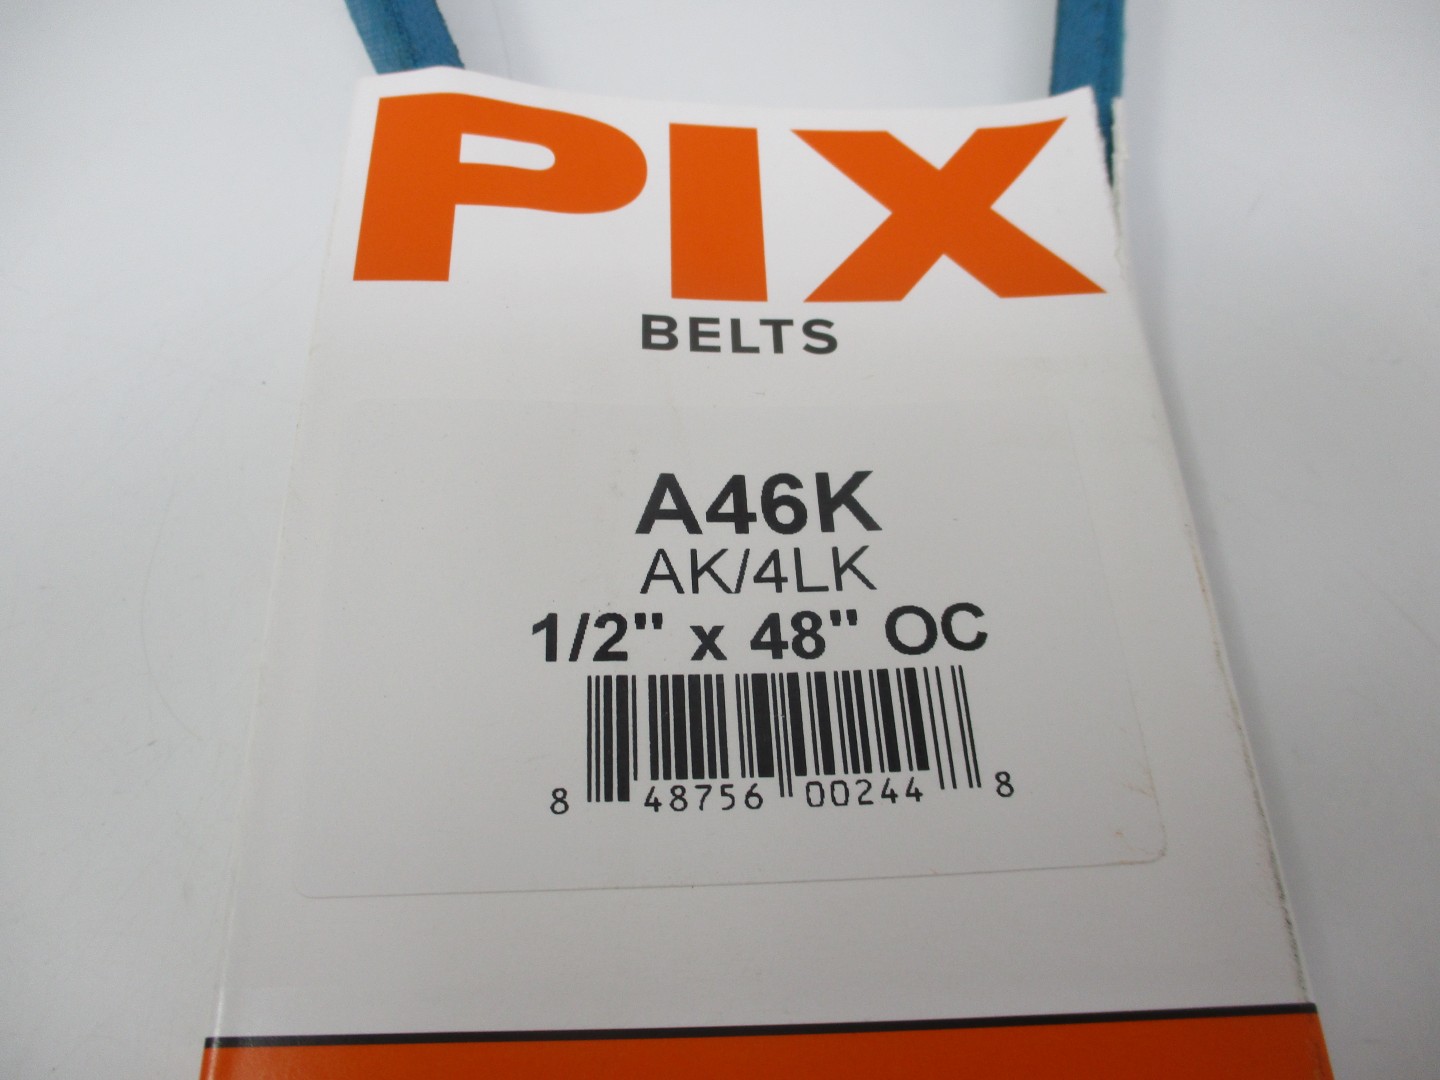 PIX
BELTS
A46K
AK/4LK
1/2" x 48" OC
8 48756 00244 8